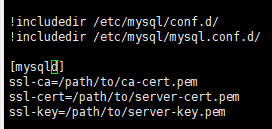 !includedir /etc/mysql/conf.d/
!includedir /etc/mysql/mysql.conf.d/
[mysqld]
ssl-ca=/path/to/ca-cert.pem
ssl-cert=/path/to/server-cert.pem
ssl-key=/path/to/server-key.pem